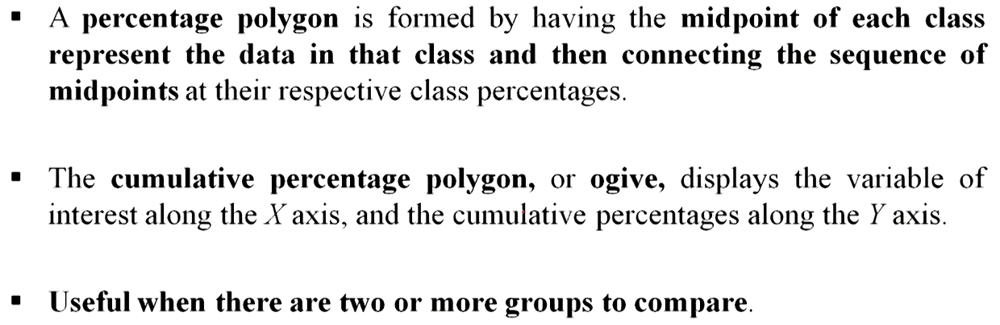 ▪ A percentage polygon is formed by having the midpoint of each class
represent the data in that class and then connecting the sequence of
midpoints at their respective class percentages.
▪ The cumulative percentage polygon, or ogive, displays the variable of
interest along the X axis, and the cumulative percentages along the Y axis.
▪ Useful when there are two or more groups to compare.